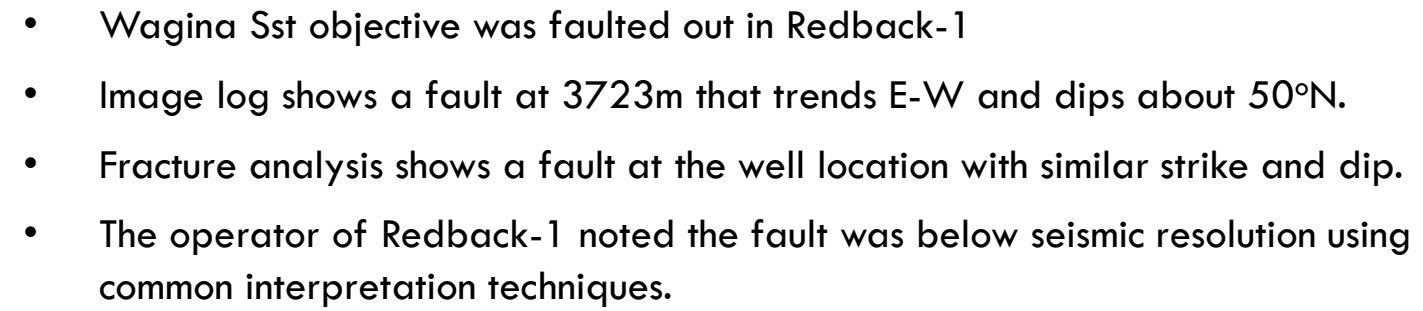 • Wagina Sst objective was faulted out in Redback-1
• Image log shows a fault at 3723m that trends E-W and dips about 50°N.
• Fracture analysis shows a fault at the well location with similar strike and dip.
• The operator of Redback-1 noted the fault was below seismic resolution using
common interpretation techniques.